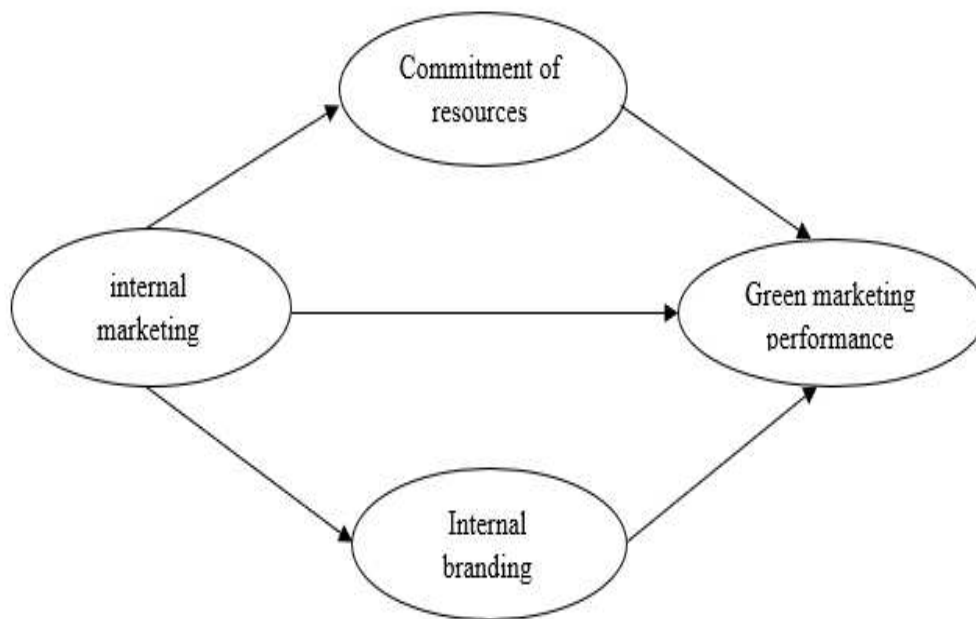 Commitment of
resources
internal
marketing
Green marketing
performance
Internal
branding